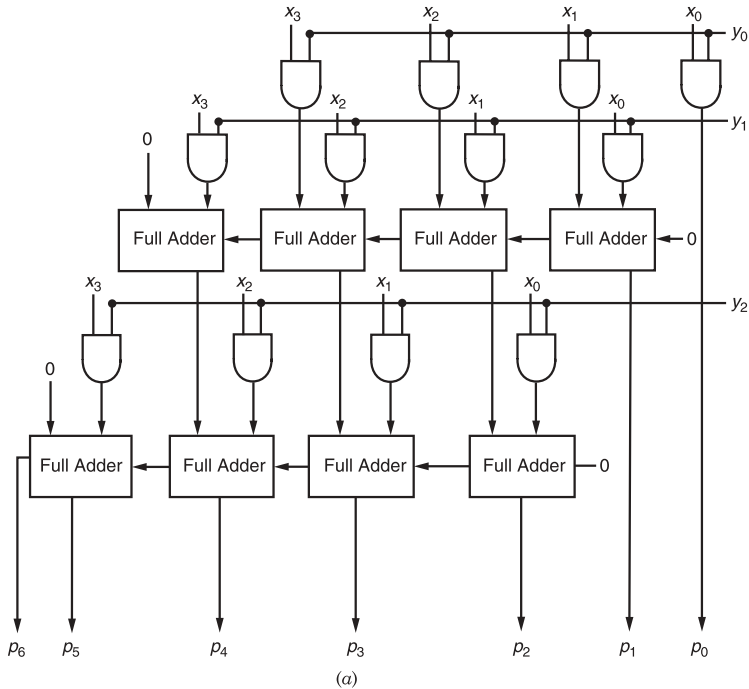 x3 x2 x1 x0
y0
x3 x2 x1 x0
y1
0
Full Adder Full Adder Full Adder Full Adder 0
x3 x2 x1 x0
y2
0
Full Adder Full Adder Full Adder Full Adder 0
p6 p5 p4 p3 p2 p1 p0
(a)